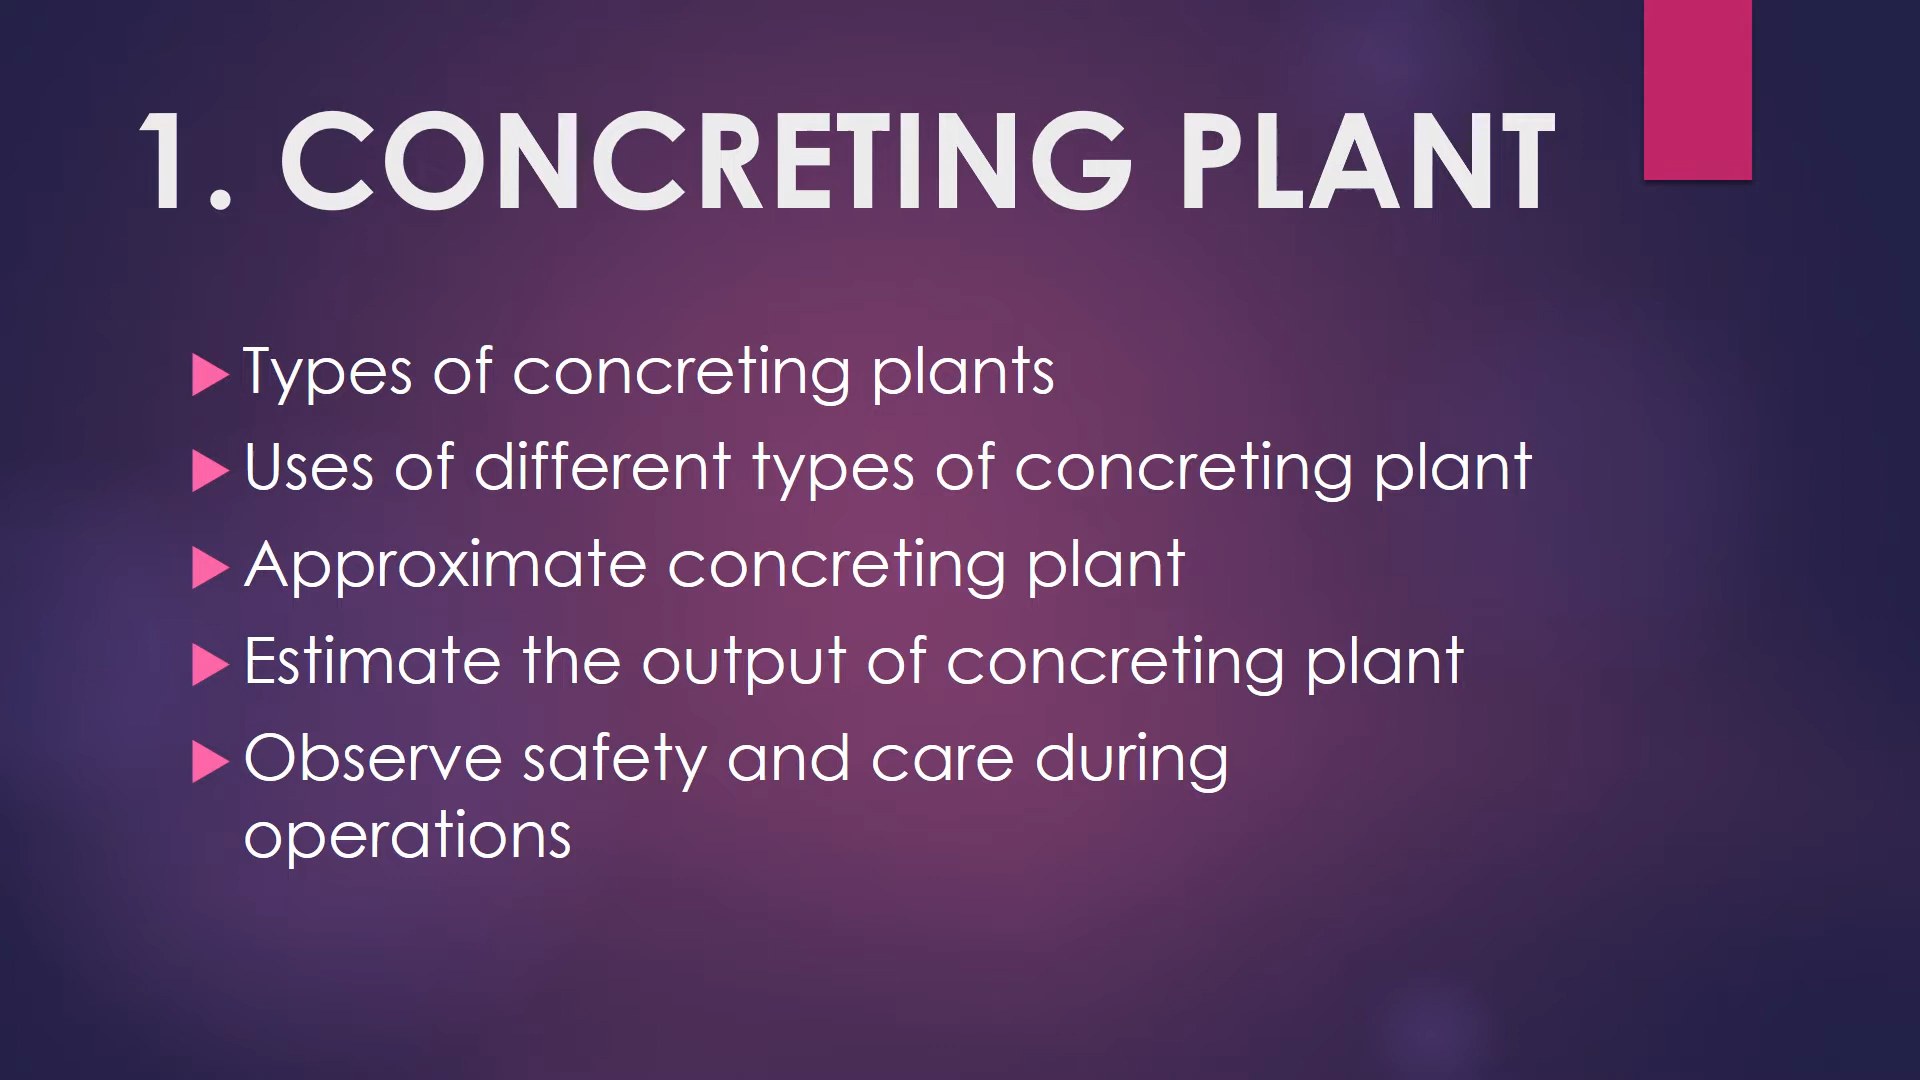 1. CONCRETING PLANT
Types of concreting plants
Uses of different types of concreting plant
Approximate concreting plant
Estimate the output of concreting plant
Observe safety and care during
operations